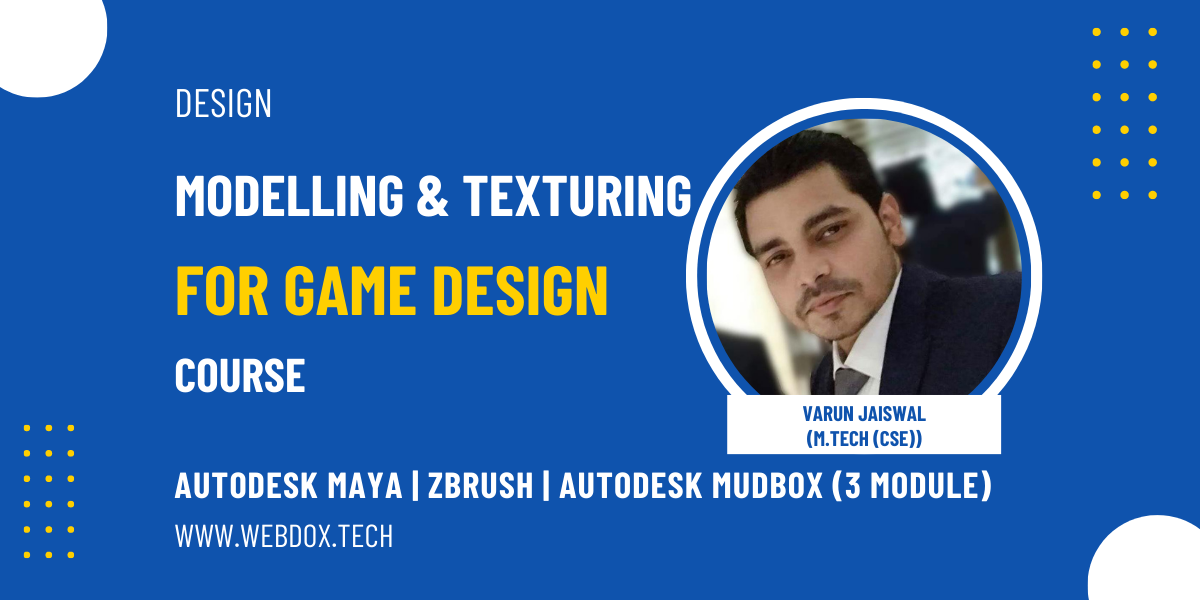 DESIGN
MODELLING & TEXTURING
FOR GAME DESIGN
COURSE
VARUN JAISWAL
(M.TECH (CSE))
AUTODESK MAYA | ZBRUSH | AUTODESK MUDBOX (3 MODULE)
WWW.WEBDOX.TECH